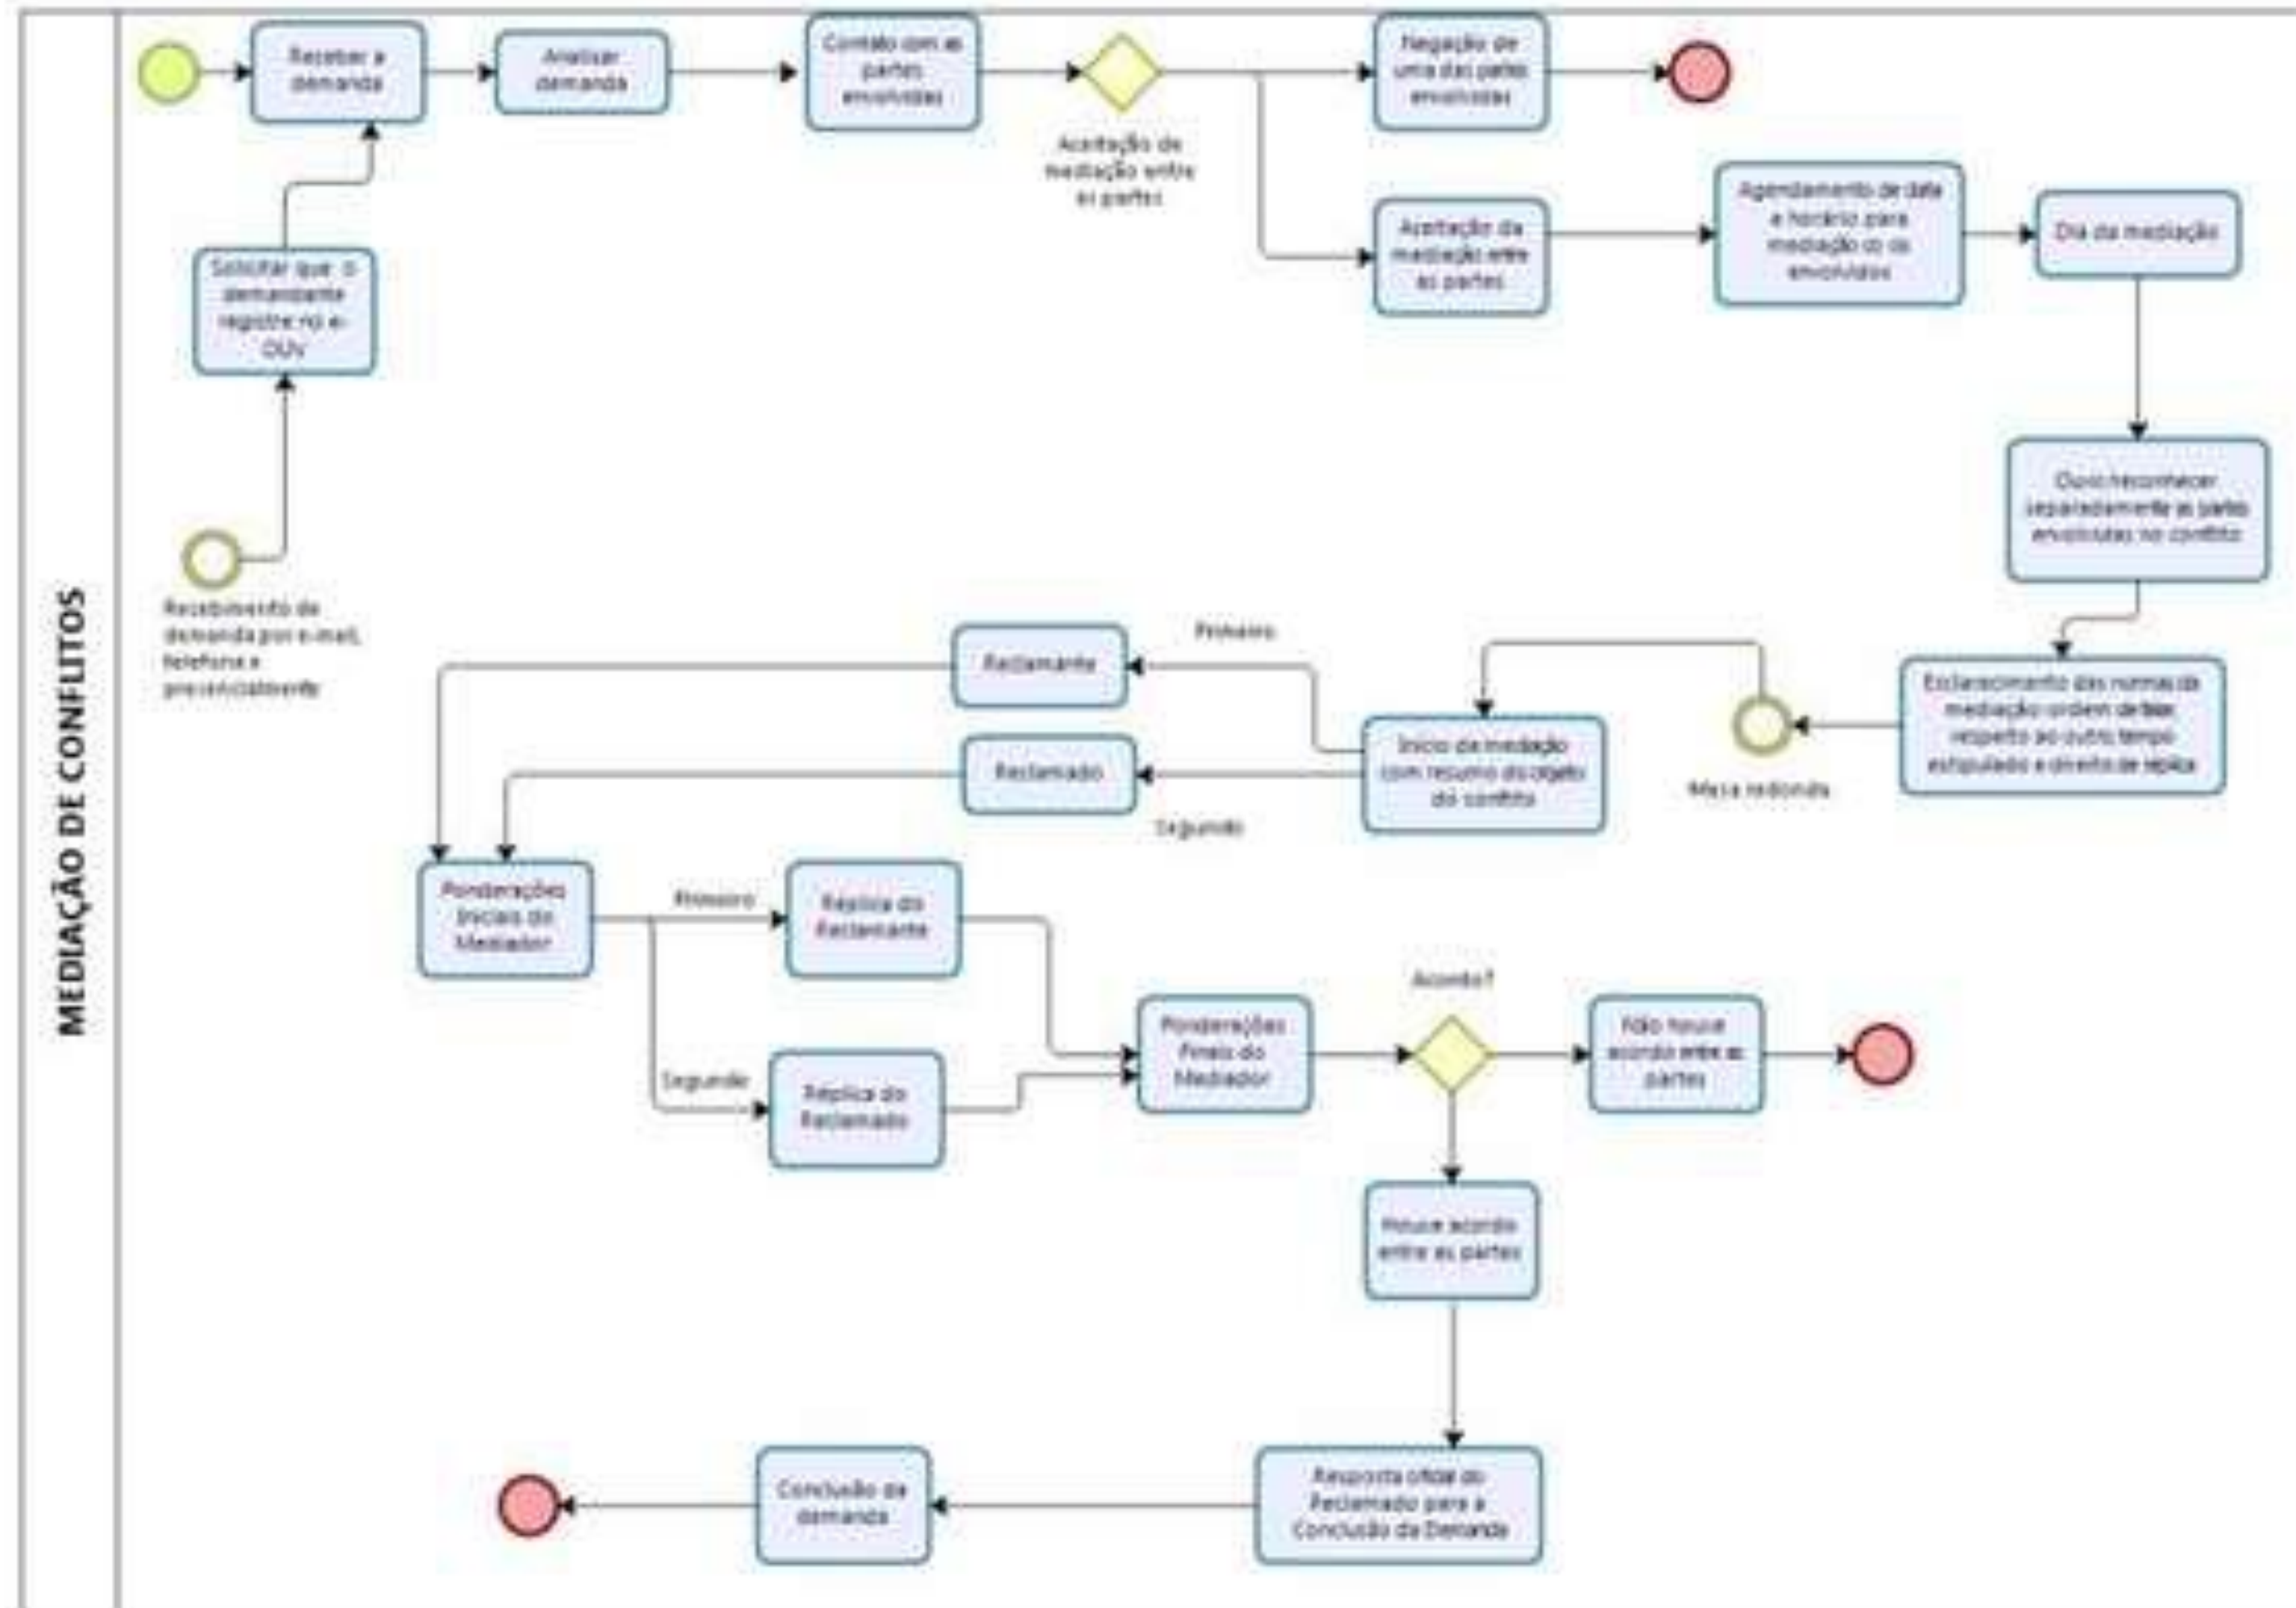 MEDIAÇÃO DE CONFLITOS
Receber a
demanda
Analisar
demanda
Contato com as
partes
envolvidas
Aceitação de
mediação entre
as partes
Negação de
uma das partes
envolvidas
Aceitação da
mediação entre
as partes
Agendamento de data
e horário para
mediação os
envolvidos
Dia da mediação
Solicitar que o
demandante
registre no e-
OUV
Recebimento de
demanda por e-mail,
telefone e
presencialmente
Ouvir/reconhecer
separadamente as partes
envolvidas no conflito
Esclarecimento das normas da
mediação ordem de
respeito ao outro, tempo
estipulado e direito de réplica
Mesa redonda
Início da mediação
com resumo do objeto
do conflito
Primeiro
Reclamante
Reclamado
Segundo
Ponderações
Iniciais do
Mediador
Primeiro
Réplica do
Reclamante
Segundo
Réplica do
Reclamado
Ponderações
Finais do
Mediador
Acordo?
Não houve
acordo entre as
partes
Houve acordo
entre as partes
Resposta oficial do
Reclamado para a
Conclusão da Demanda
Conclusão da
demanda